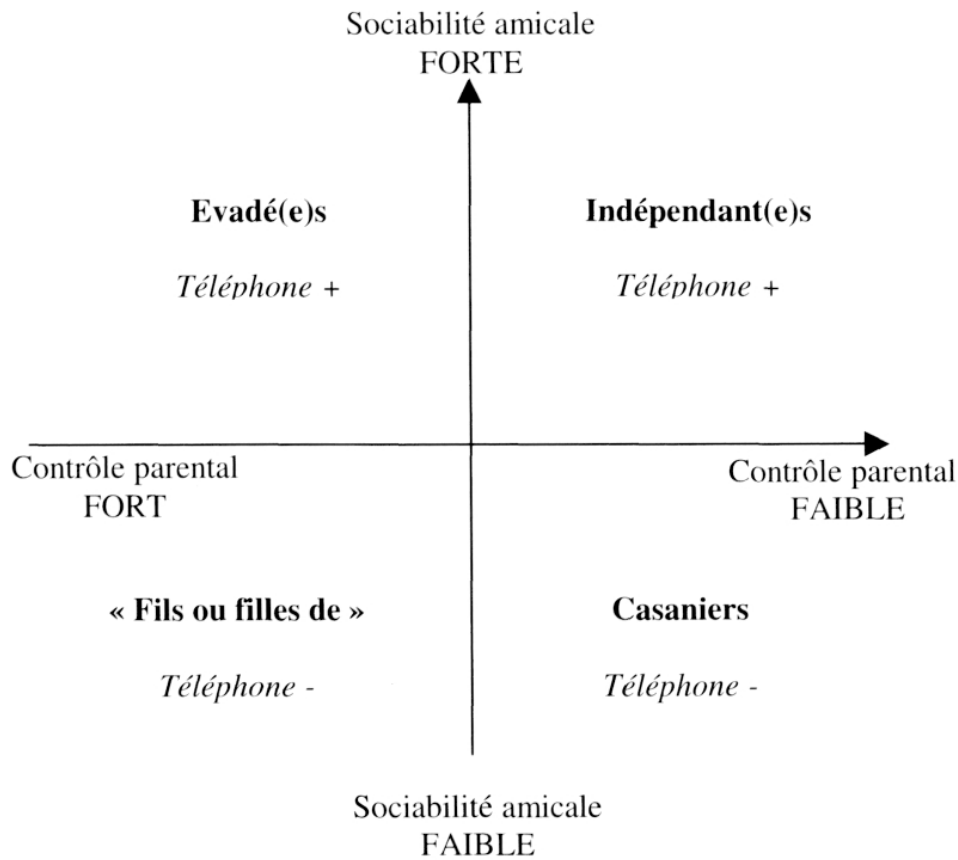 Sociabilité amicale
FORTE
Evadé(e)s
Indépendant(e)s
Téléphone +
Téléphone +
Contrôle parental
FORT
Contrôle parental
FAIBLE
« Fils ou filles de »
Casaniers
Téléphone -
Téléphone -
Sociabilité amicale
FAIBLE